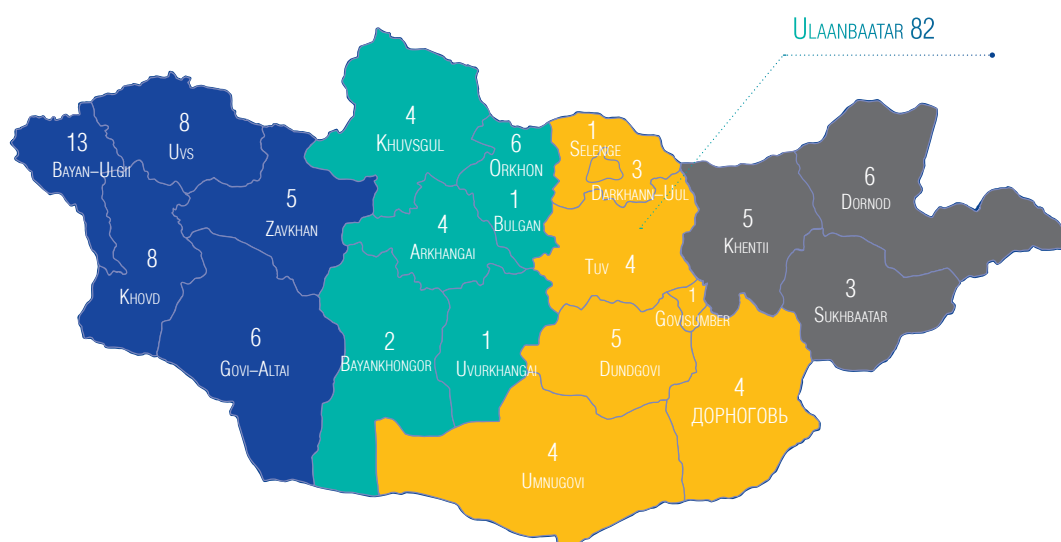 Ulaanbaatar 82
13
Bayan–Ulgii
8
Uvs
5
Zavkhan
8
Khovd
6
Govi–Altai
4
Khuvsgul
6
Orkhon
1
Bulgan
4
Arkhangai
2
Bayankhongor
1
Uvurkhangai
1
Selenge
3
Darkhann–Uul
Tuv 4
1
Govisumber
5
Dundgovi
4
ДОРНОГОВЬ
4
Umnugovi
5
Khentii
6
Dornod
3
Sukhbaatar